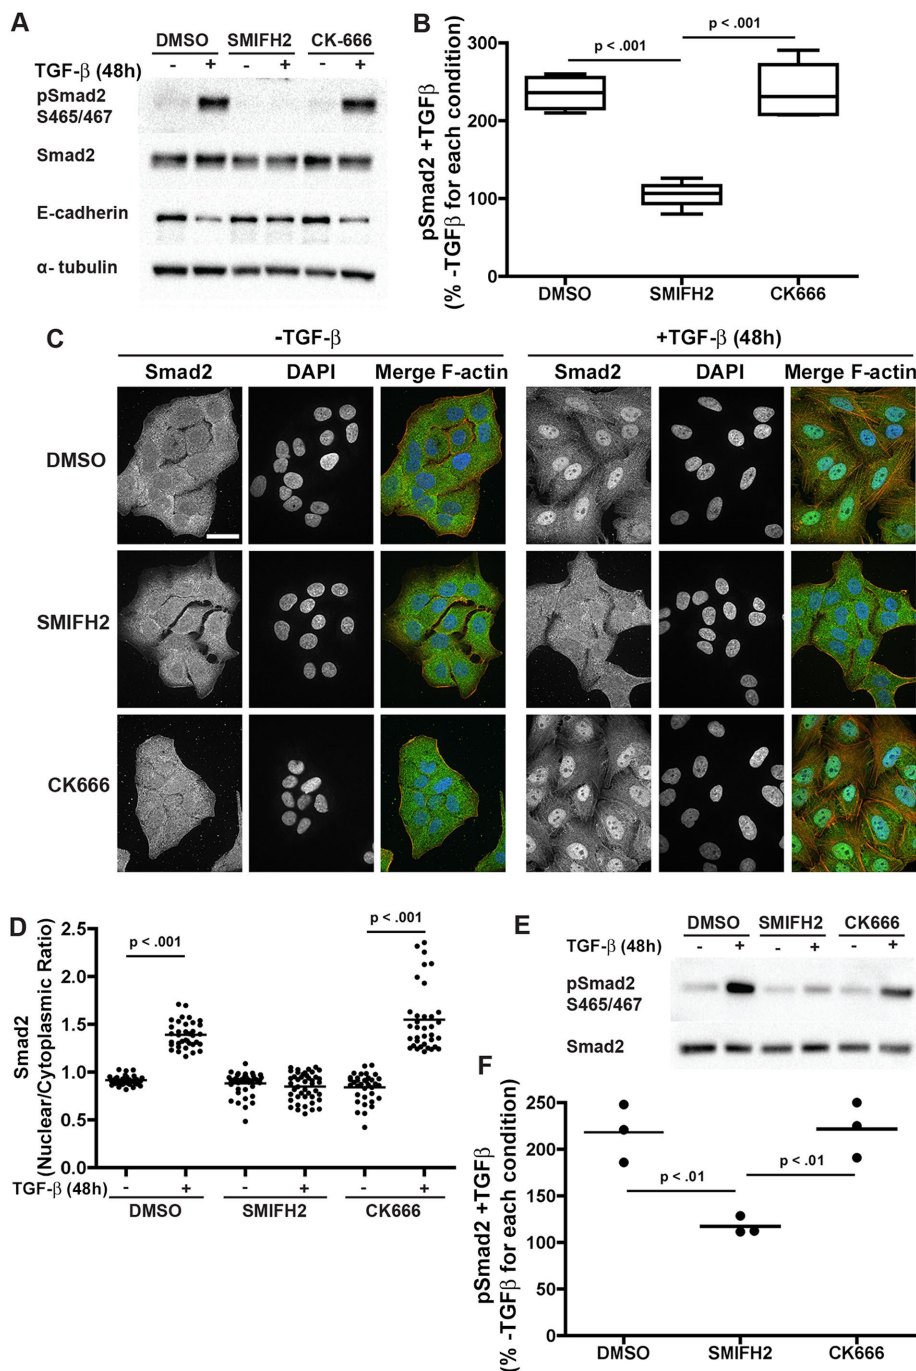 A
DMSO SMIFH2 CK-666
TGF-β (48h) - + - + - +
pSmad2
S465/467
Smad2
E-cadherin
α- tubulin
B
pSmad2 +TGFβ
(% -TGFβ for each condition)
300
200
100
0
p < .001
p < .001
DMSO SMIFH2 CK666
C
-TGF-β +TGF-β (48h)
Smad2 DAPI Merge F-actin Smad2 DAPI Merge F-actin
DMSO
SMIFH2
CK666
D
Smad2
(Nuclear/Cytoplasmic Ratio)
2.5
2.0
1.5
1.0
0.5
0.0
p < .001
p < .001
TGF-β (48h) - + - + - +
DMSO SMIFH2 CK666
E
DMSO SMIFH2 CK666
TGF-β (48h) - + - + - +
pSmad2
S465/467
Smad2
F
pSmad2 +TGFβ
(% -TGFβ for each condition)
250
200
150
100
50
0
p < .01
p < .01
DMSO SMIFH2 CK666